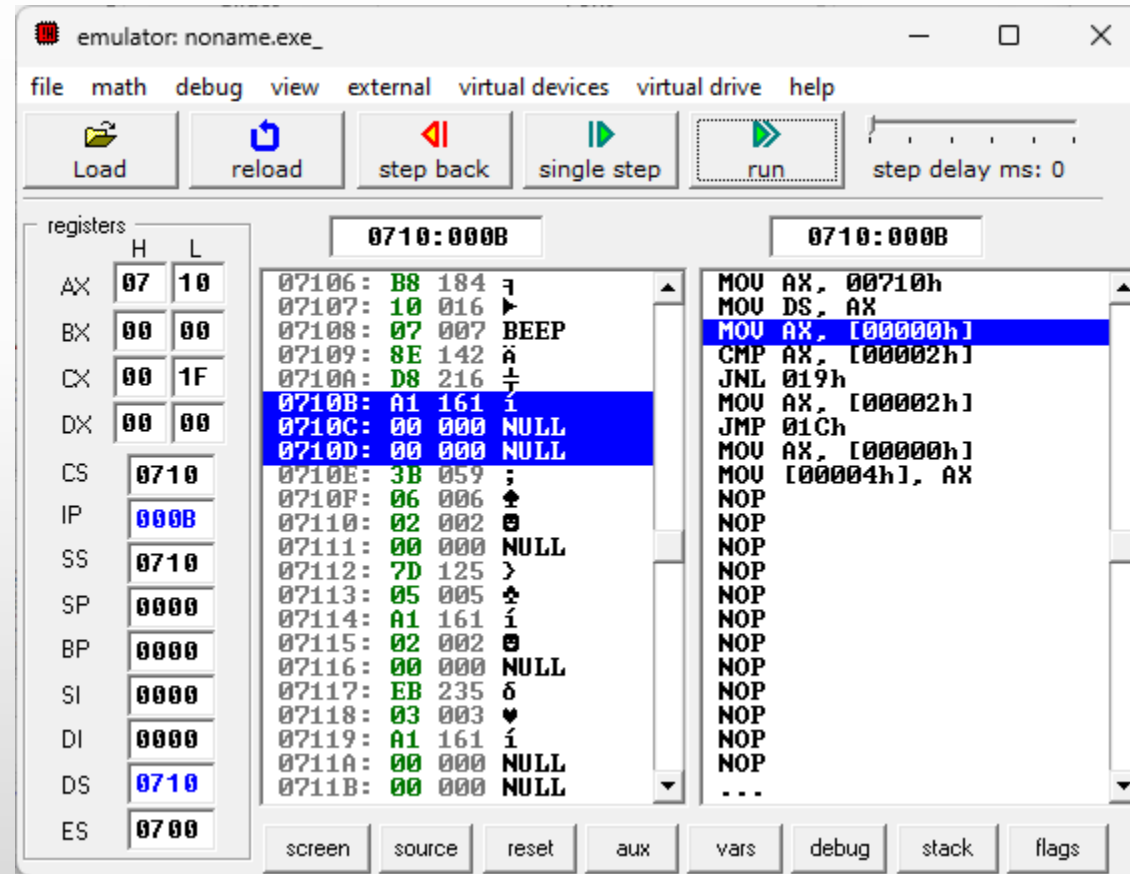 emulator: noname.exe_
file math debug view external virtual devices virtual drive help
Load reload step back single step run step delay ms: 0
registers
H L
0710:000B 0710:000B
AX 07 10
BX 00 00
CX 00 1F
DX 00 00
CS 0710
IP 000B
SS 0710
SP 0000
BP 0000
SI 0000
DI 0000
DS 0710
ES 0700
07106: B8 184 ╕
07107: 10 016 ►
07108: 07 007 BEEP
07109: 8E 142 Ä
0710A: D8 216 ╪
0710B: A1 161 í
0710C: 00 000 NULL
0710D: 00 000 NULL
0710E: 3B 059 ;
0710F: 06 006 ♠
07110: 02 002 ☻
07111: 00 000 NULL
07112: 7D 125 }
07113: 05 005 ♣
07114: A1 161 í
07115: 02 002 ☻
07116: 00 000 NULL
07117: EB 235 δ
07118: 03 003 ♥
07119: A1 161 í
0711A: 00 000 NULL
0711B: 00 000 NULL
MOV AX, 00710h
MOV DS, AX
MOV AX, [00000h]
CMP AX, [00002h]
JNL 019h
MOV AX, [00002h]
JMP 01Ch
MOV AX, [00000h]
MOV [00004h], AX
NOP
NOP
NOP
NOP
NOP
NOP
NOP
NOP
NOP
NOP
NOP
NOP
...
screen source reset aux vars debug stack flags